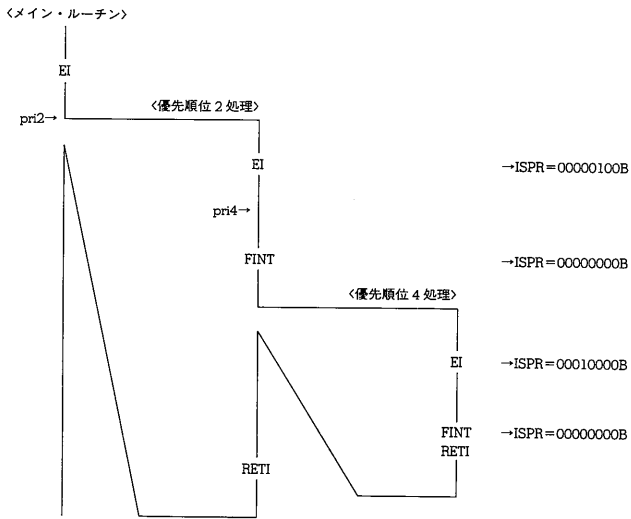 〈メイン・ルーチン〉
EI
〈優先順位2処理〉
pri2→
EI →ISPR=00000100B
pri4→
FINT →ISPR=00000000B
〈優先順位4処理〉
EI →ISPR=00010000B
FINT →ISPR=00000000B
RETI
RETI